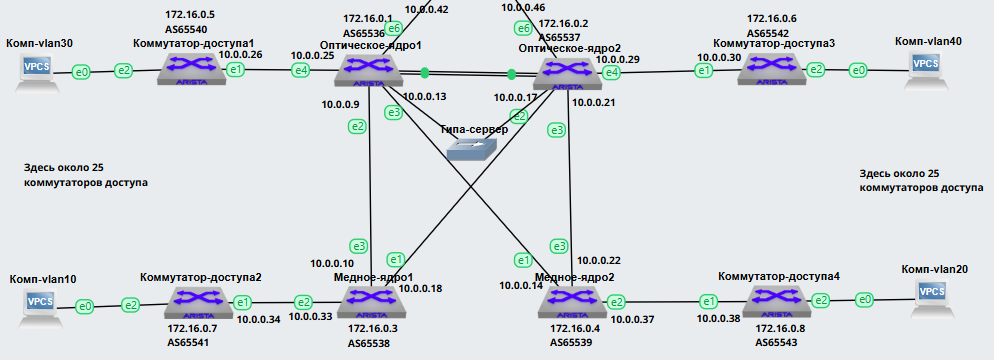 172.16.0.5
AS65540
Коммутатор-доступа1
10.0.0.26
Комп-vlan30
VPCS
e0
e2
e1
ARISTA
10.0.0.42
172.16.0.1
AS65536
e6
Оптическое-ядро1
10.0.0.25
e4
ARISTA
10.0.0.46
e6
172.16.0.2
AS65537
Оптическое-ядро2
10.0.0.29
e4
ARISTA
172.16.0.6
AS65542
Коммутатор-доступа3
10.0.0.30
e1
e2
e0
ARISTA
Комп-vlan40
VPCS
10.0.0.9
10.0.0.13
10.0.0.17
10.0.0.21
e2
e3
e2
e3
Типа-сервер
Здесь около 25
коммутаторов доступа
Здесь около 25
коммутаторов доступа
e3
e1
e1
e3
10.0.0.10
10.0.0.18
10.0.0.14
10.0.0.22
Комп-vlan10
VPCS
e0
e2
Коммутатор-доступа2
ARISTA
e1
10.0.0.34
172.16.0.7
AS65541
Медное-ядро1
e2
10.0.0.33
ARISTA
172.16.0.3
AS65538
Медное-ядро2
ARISTA
e2
10.0.0.37
172.16.0.4
AS65539
Коммутатор-доступа4
e1
10.0.0.38
ARISTA
e2
e0
172.16.0.8
AS65543
Комп-vlan20
VPCS